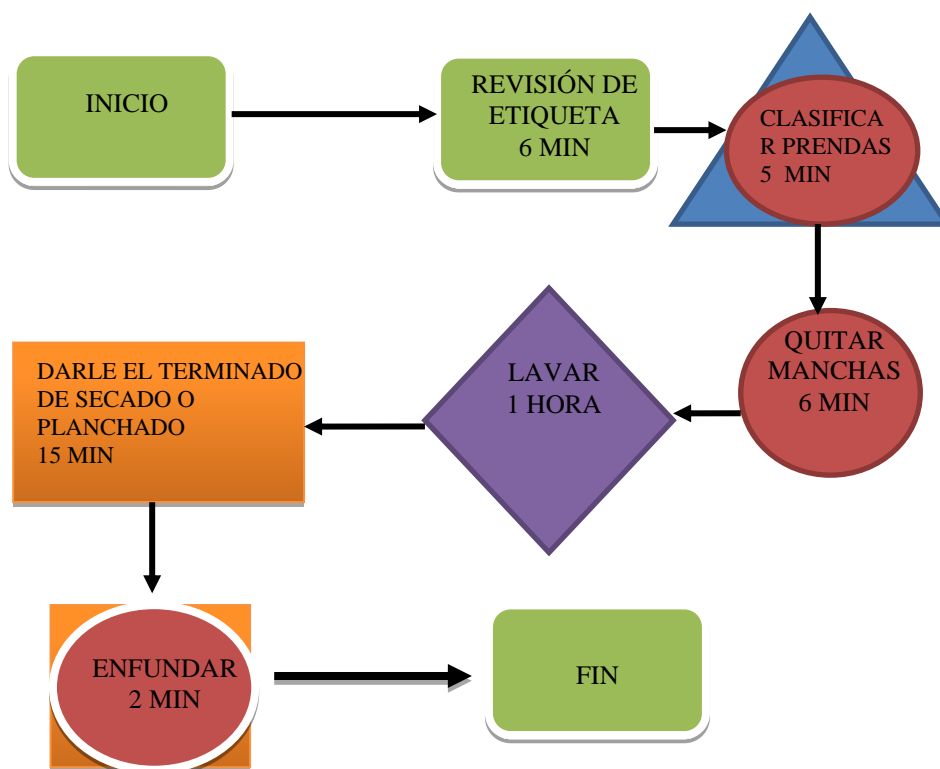 INICIO
REVISIÓN DE
ETIQUETA
6 MIN
CLASIFICA
R PRENDAS
5 MIN
QUITAR
MANCHAS
6 MIN
LAVAR
1 HORA
DARLE EL TERMINADO
DE SECADO O
PLANCHADO
15 MIN
ENFUNDAR
2 MIN
FIN